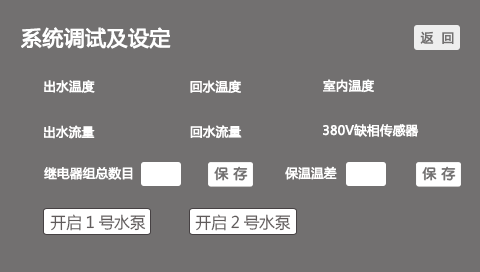 系统调试及设定 返 回
出水温度 回水温度 室内温度
出水流量 回水流量 380V缺相传感器
继电器组总数目 保 存 保温温差 保 存
开启 1 号水泵 开启 2 号水泵